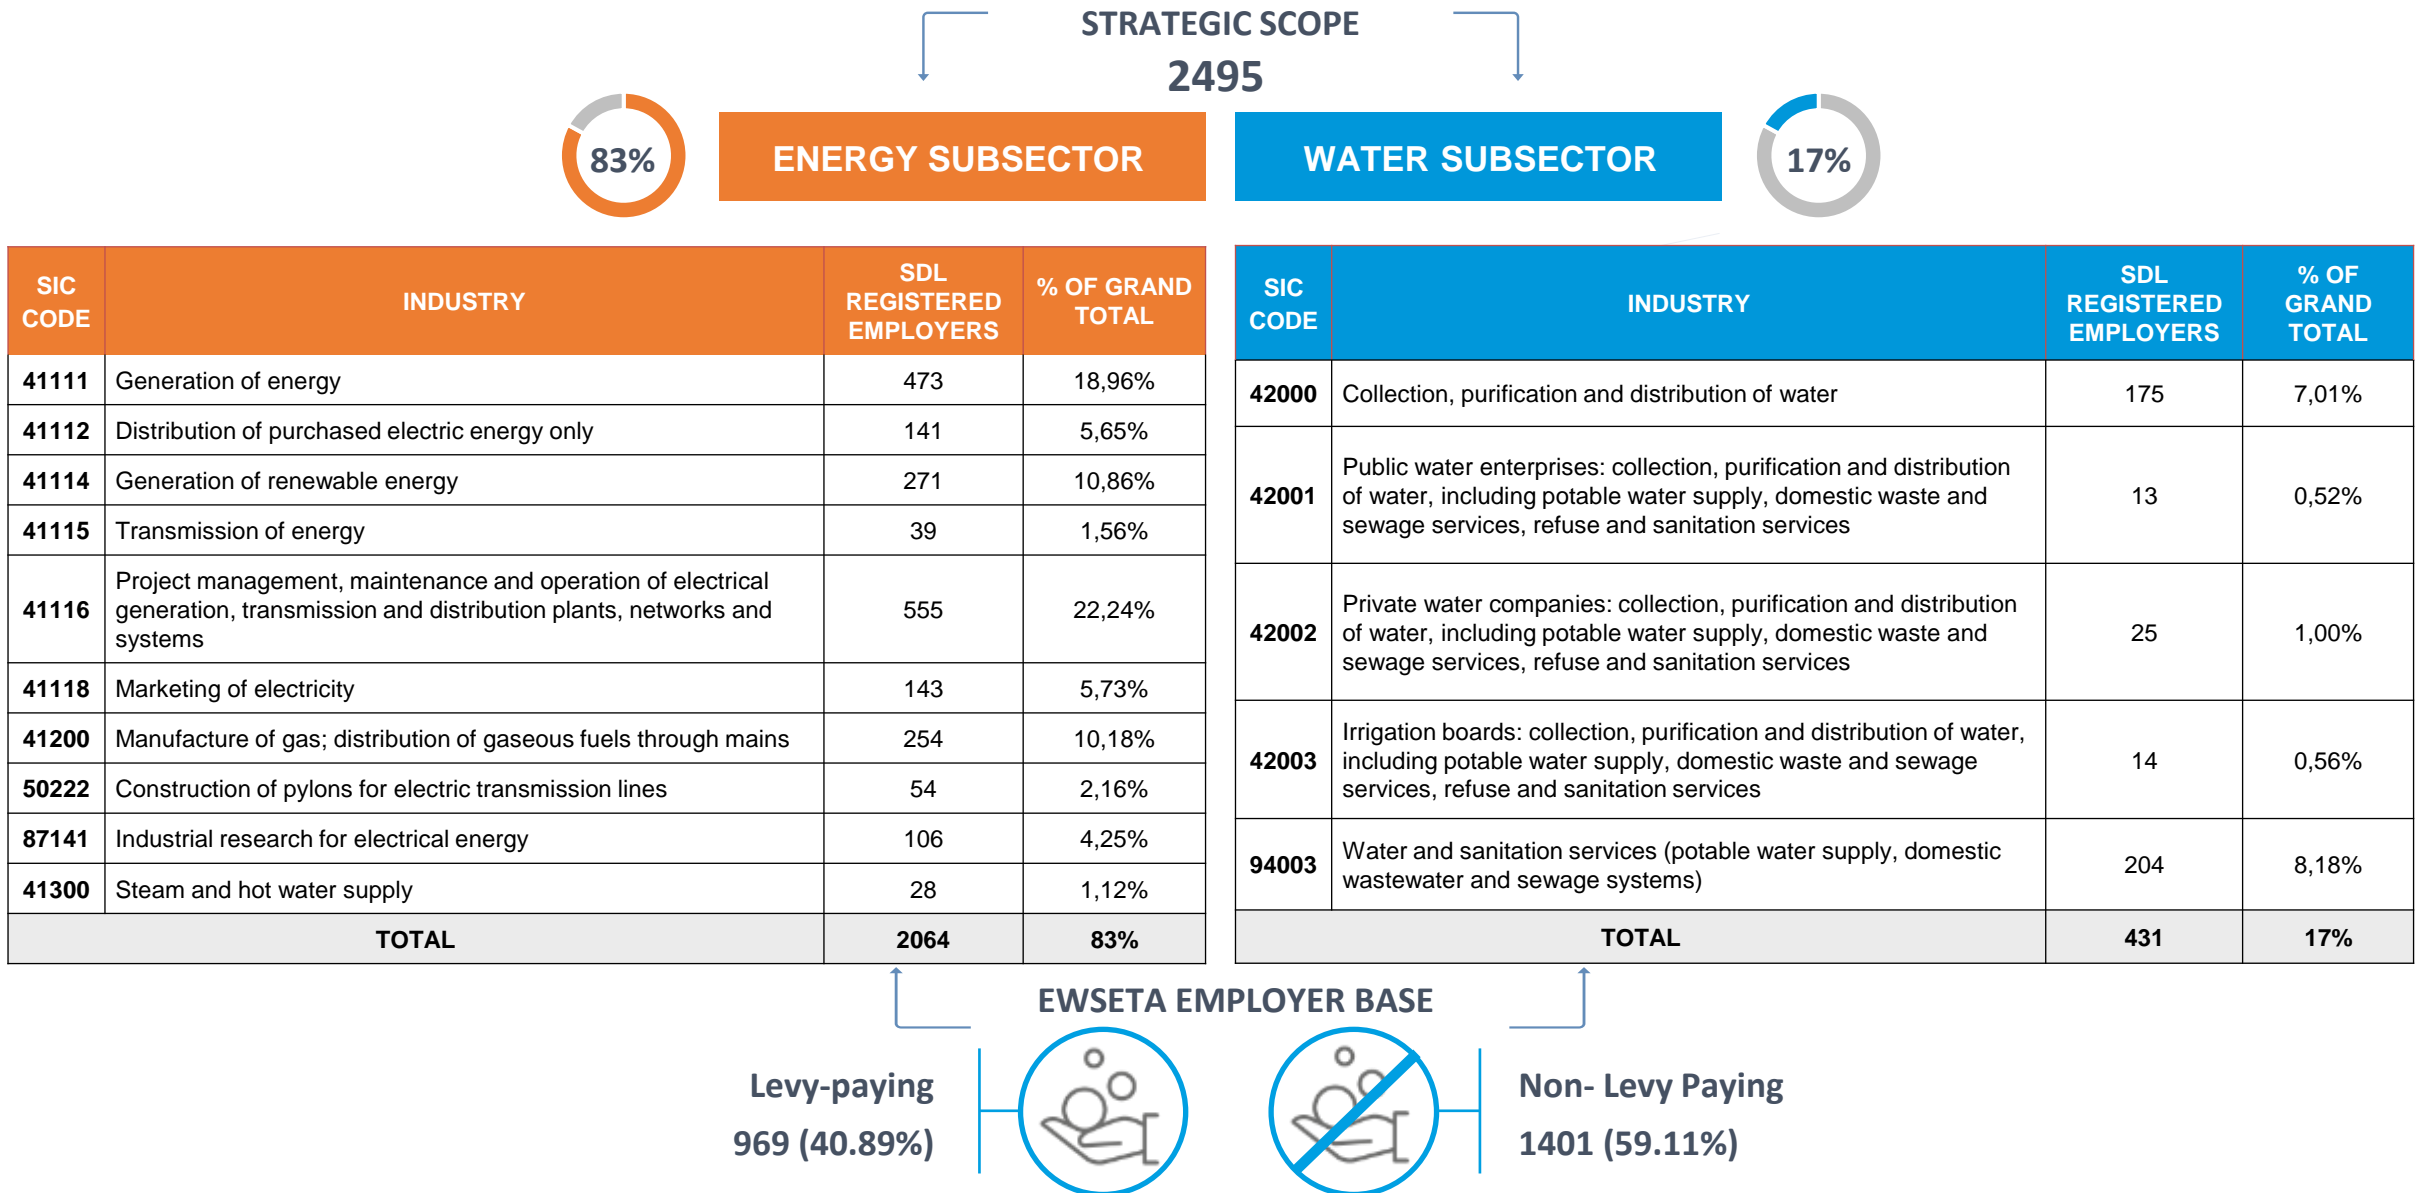 STRATEGIC SCOPE
2495
83%
ENERGY SUBSECTOR
WATER SUBSECTOR
17%
SIC
CODE
INDUSTRY
SDL
REGISTERED
EMPLOYERS
% OF GRAND
TOTAL
41111 Generation of energy 473 18,96%
41112 Distribution of purchased electric energy only 141 5,65%
41114 Generation of renewable energy 271 10,86%
41115 Transmission of energy 39 1,56%
41116 Project management, maintenance and operation of electrical
generation, transmission and distribution plants, networks and
systems 555 22,24%
41118 Marketing of electricity 143 5,73%
41200 Manufacture of gas; distribution of gaseous fuels through mains 254 10,18%
50222 Construction of pylons for electric transmission lines 54 2,16%
87141 Industrial research for electrical energy 106 4,25%
41300 Steam and hot water supply 28 1,12%
TOTAL 2064 83%
SIC
CODE
INDUSTRY
SDL
REGISTERED
EMPLOYERS
% OF
GRAND
TOTAL
42000 Collection, purification and distribution of water 175 7,01%
42001 Public water enterprises: collection, purification and distribution
of water, including potable water supply, domestic waste and
sewage services, refuse and sanitation services 13 0,52%
42002 Private water companies: collection, purification and distribution
of water, including potable water supply, domestic waste and
sewage services, refuse and sanitation services 25 1,00%
42003 Irrigation boards: collection, purification and distribution of water,
including potable water supply, domestic waste and sewage
services, refuse and sanitation services 14 0,56%
94003 Water and sanitation services (potable water supply, domestic
wastewater and sewage systems) 204 8,18%
TOTAL 431 17%
EWSETA EMPLOYER BASE
Levy-paying
969 (40.89%)
Non- Levy Paying
1401 (59.11%)